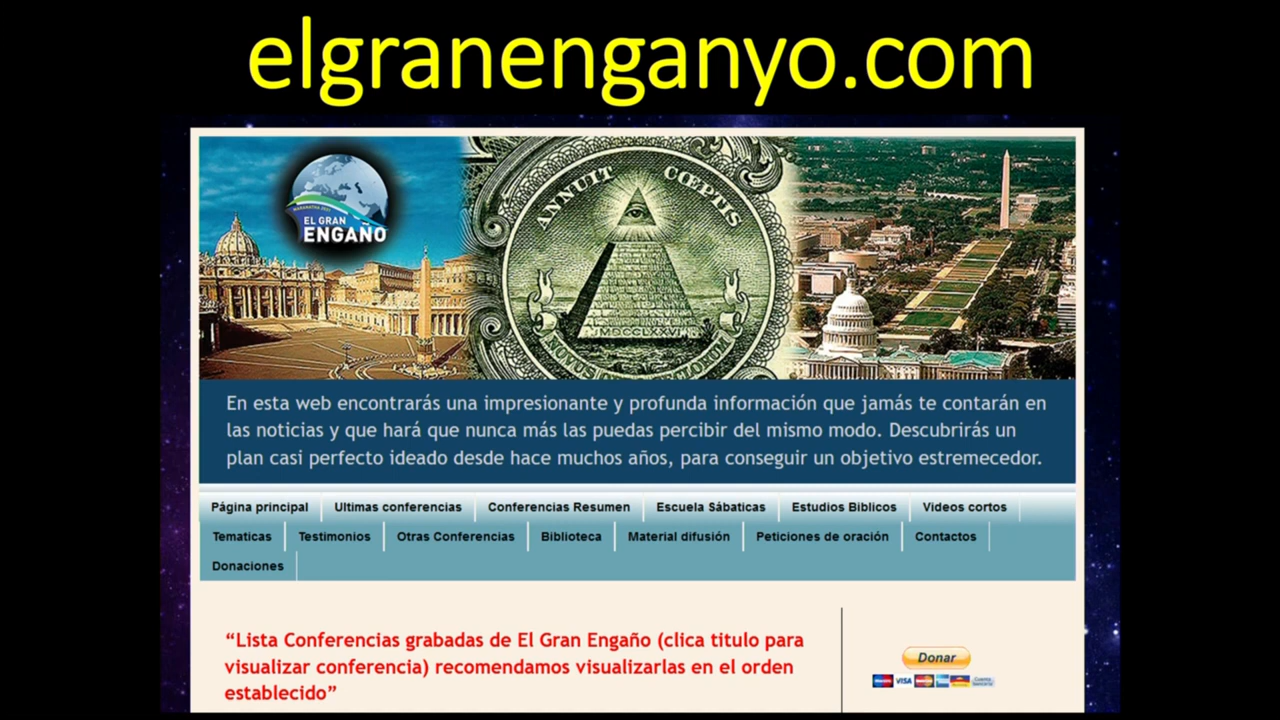 elgranenganyo.com
ANNUIT CŒPTIS
EL GRAN
ENGAÑO
MDCCLXXVI
En esta web encontrarás una impresionante y profunda información que jamás te contarán en
las noticias y que hará que nunca más las puedas percibir del mismo modo. Descubrirás un
plan casi perfecto ideado desde hace muchos años, para conseguir un objetivo estremecedor.
Página principal Ultimas conferencias Conferencias Resumen Escuela Sábaticas Estudios Biblicos Videos cortos
Tematicas Testimonios Otras Conferencias Biblioteca Material difusión Peticiones de oración Contactos
Donaciones
“Lista Conferencias grabadas de El Gran Engaño (clica titulo para
visualizar conferencia) recomendamos visualizarlas en el orden
establecido”
Donar
VISA